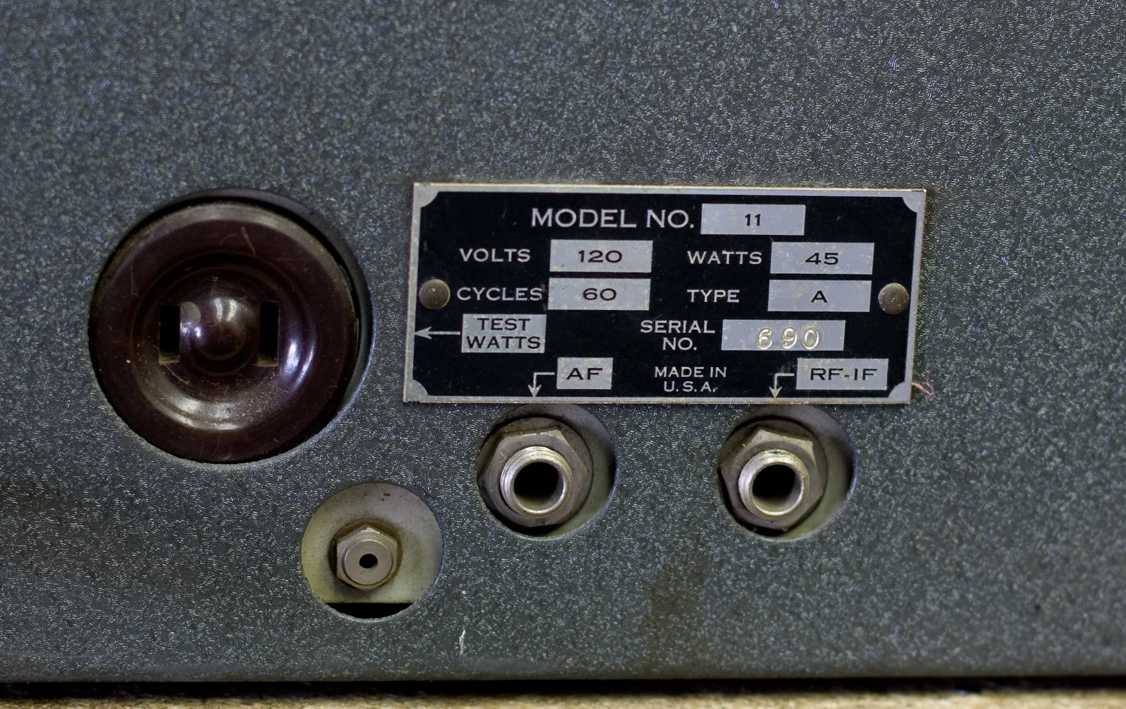 MODEL NO. 11
VOLTS 120 WATTS 45
CYCLES 60 TYPE A
TEST WATTS
SERIAL NO. 690
AF
MADE IN U.S.A.
RF-IF